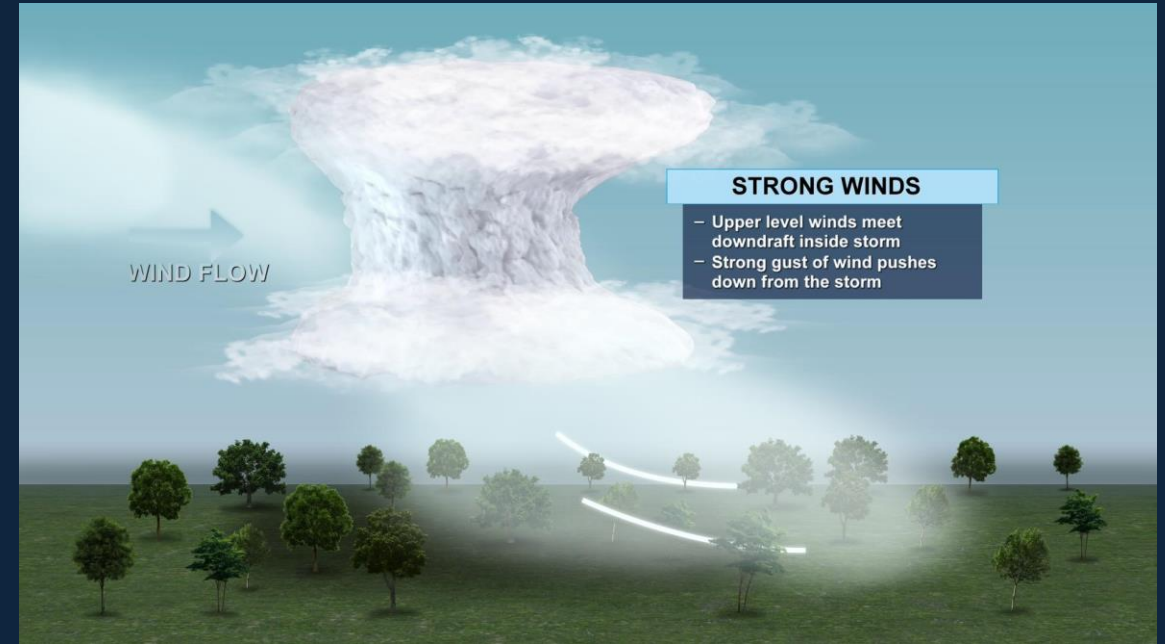 STRONG WINDS
– Upper level winds meet
downdraft inside storm
– Strong gust of wind pushes
down from the storm
WIND FLOW